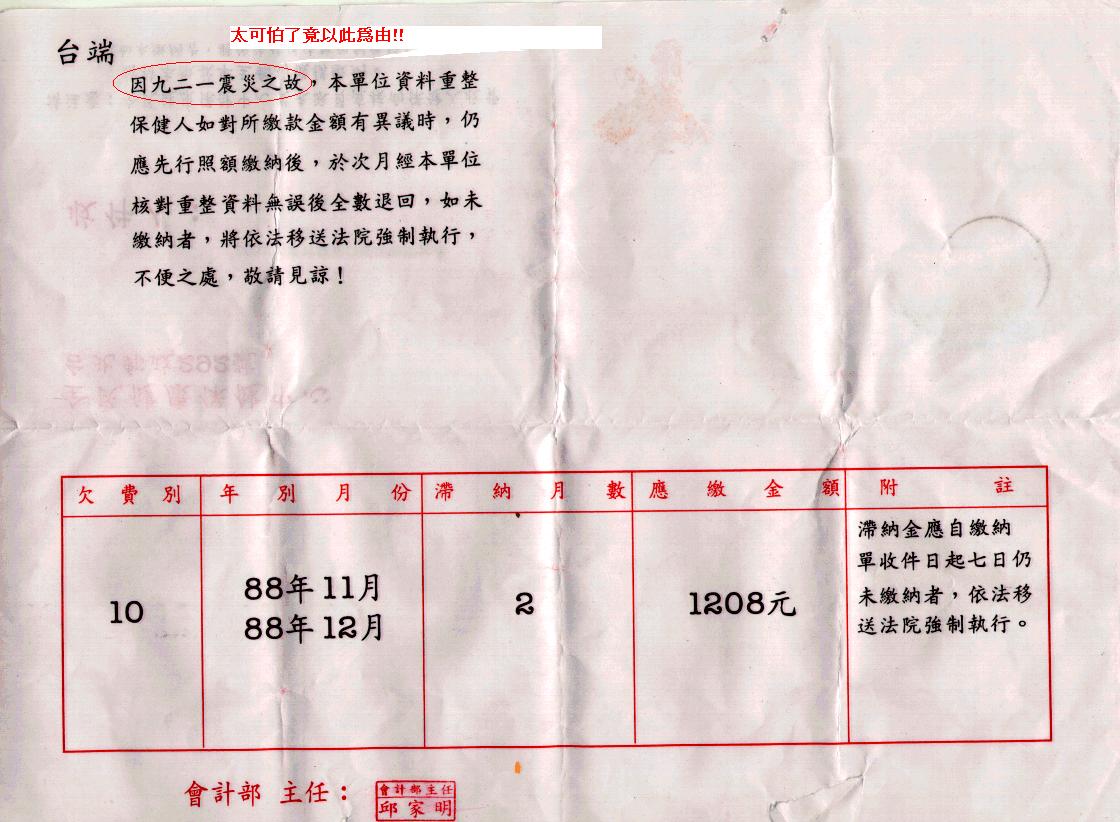 太可怕了竟以此爲由!!
台端
因九二一震災之故，本單位資料重整
保健人如對所繳款金額有異議時，仍
應先行照額繳納後，於次月經本單位
核對重整資料無誤後全數退回，如未
繳納者，將依法移送法院強制執行，
不便之處，敬請見諒！
欠費別 年別月份 滯納月數 應繳金額 附註
10 88年11月 2 1208元 滯納金應自繳納
88年12月 單收件日起七日仍
未繳納者，依法移
送法院強制執行。
會計部 主任：
會計部主任
邱家明